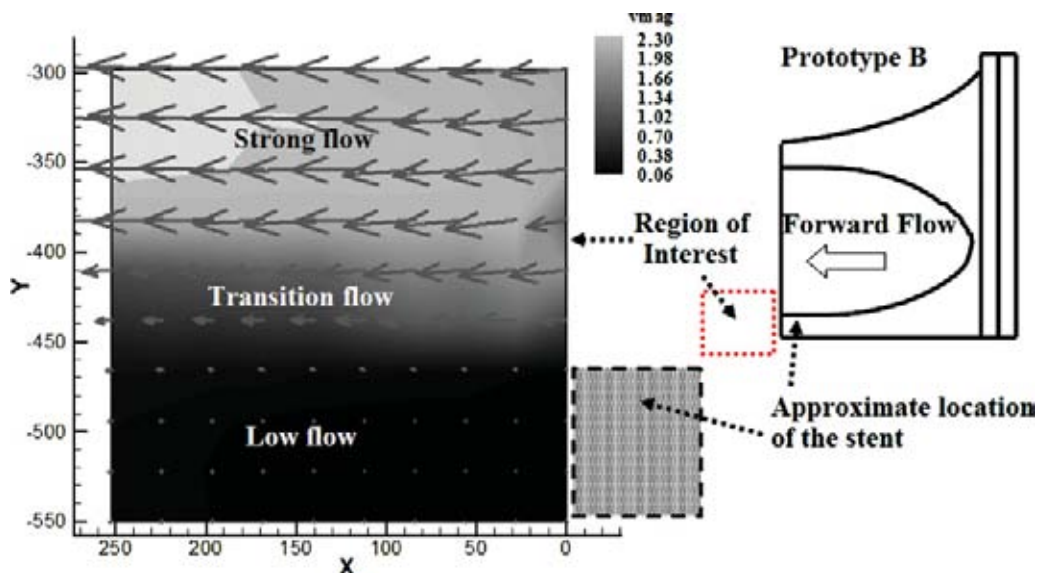 Vmag
2.30
1.98
1.66
1.34
1.02
0.70
0.38
0.06
Prototype B
-300
-350
-400
-450
-500
-550
Y
250
200
150
100
50
0
X
Strong flow
Transition flow
Low flow
Region of
Interest
Forward Flow
Approximate location
of the stent